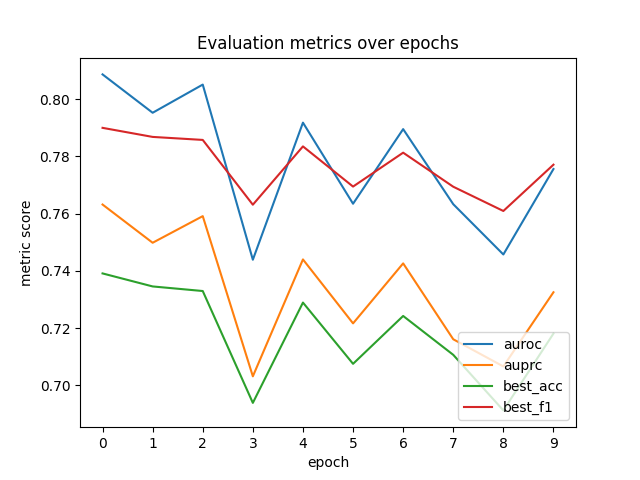 Evaluation metrics over epochs
metric score
0.80
0.78
0.76
0.74
0.72
0.70
auroc
auprc
best_acc
best_f1
0 1 2 3 4 5 6 7 8 9
epoch